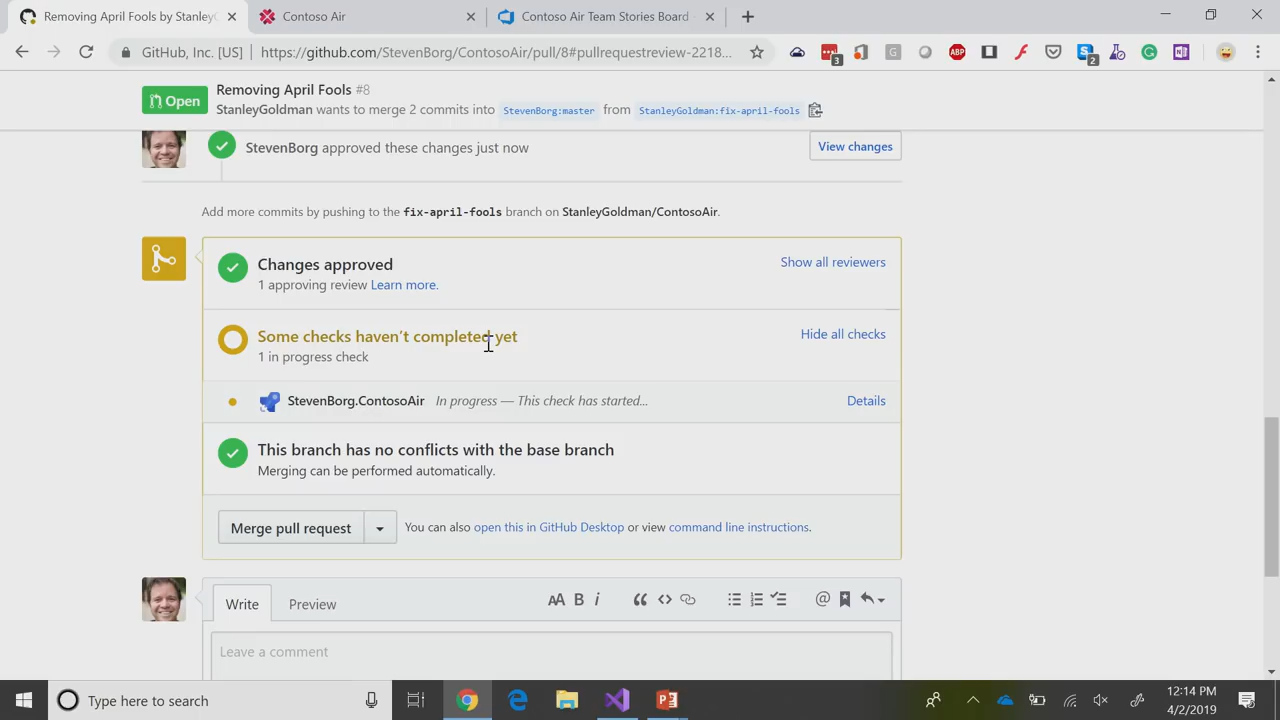 Removing April Fools by StanleyG
Contoso Air
Contoso Air Team Stories Board
GitHub, Inc. [US]
https://github.com/StevenBorg/ContosoAir/pull/8#pullrequestreview-2218...
3
G
ABP
2
Open
Removing April Fools #8
StanleyGoldman wants to merge 2 commits into StevenBorg:master from StanleyGoldman:fix-april-fools
StevenBorg approved these changes just now
View changes
Add more commits by pushing to the fix-april-fools branch on StanleyGoldman/ContosoAir.
Changes approved
Show all reviewers
1 approving review Learn more.
Some checks haven't completed yet
Hide all checks
1 in progress check
StevenBorg.ContosoAir In progress — This check has started...
Details
This branch has no conflicts with the base branch
Merging can be performed automatically.
Merge pull request
You can also open this in GitHub Desktop or view command line instructions.
Write
Preview
AA B i
@
Leave a comment
Type here to search
12:14 PM
4/2/2019